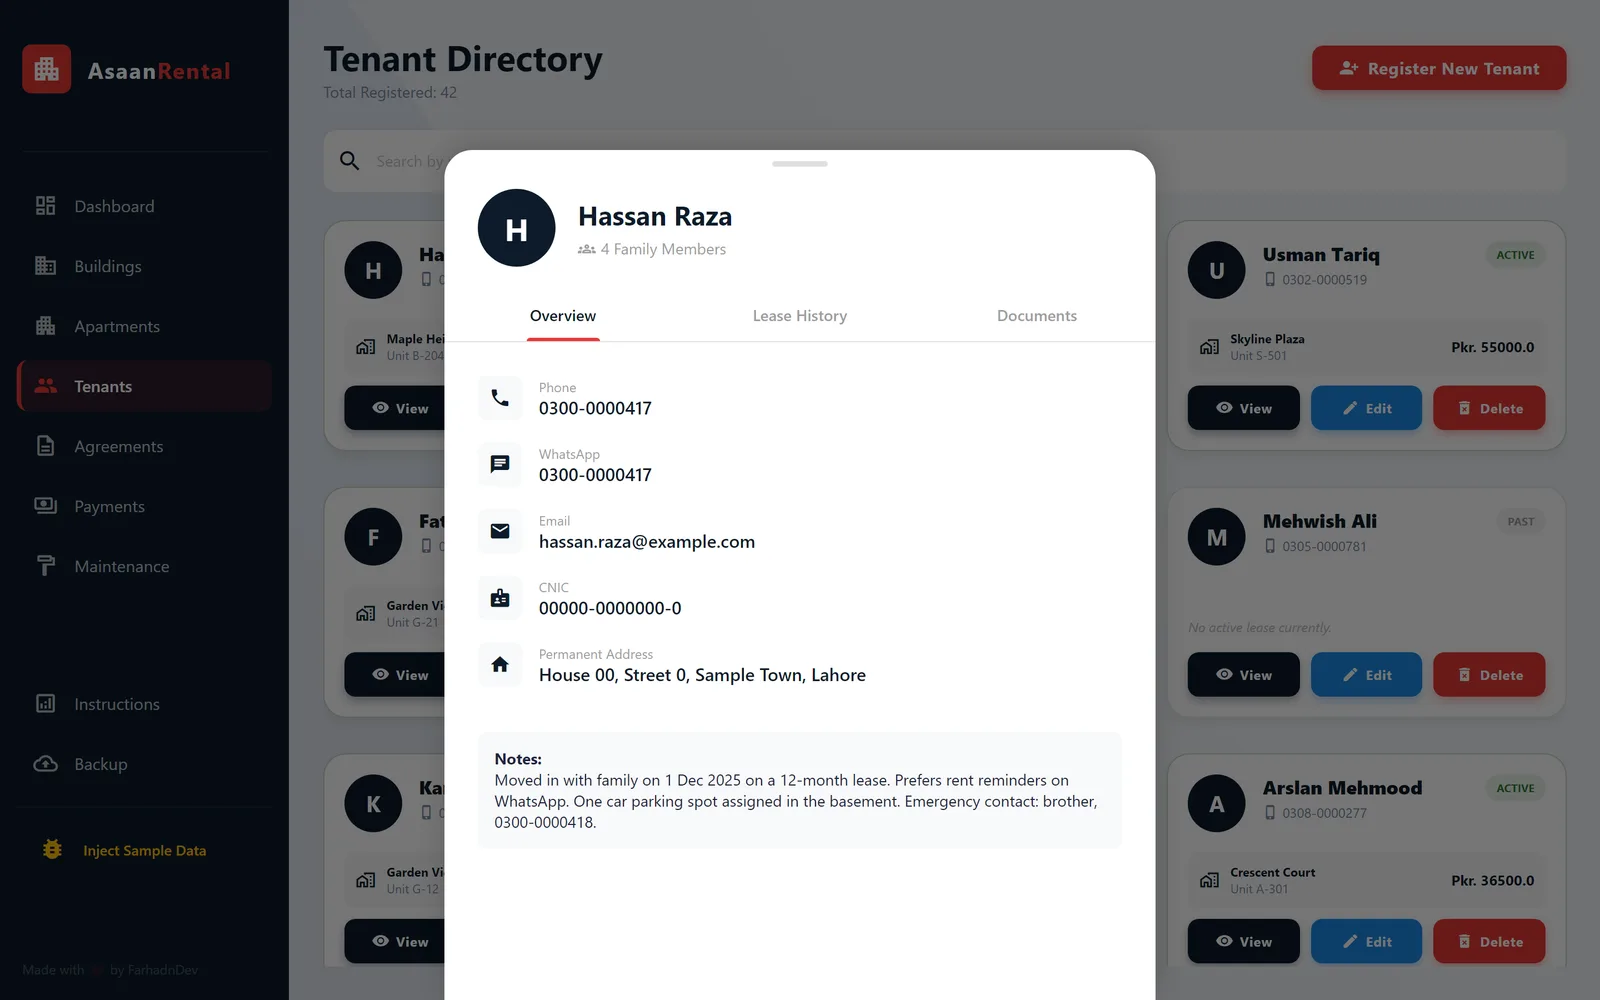 AsaanRental
Dashboard
Buildings
Apartments
Tenants
Agreements
Payments
Maintenance
Instructions
Backup
Inject Sample Data
Made with by FarhadnDev
Tenant Directory
Total Registered: 42
Register New Tenant
Search by
H
Hassan Raza
4 Family Members
Overview
Lease History
Documents
Phone
0300-0000417
WhatsApp
0300-0000417
Email
hassan.raza@example.com
CNIC
00000-0000000-0
Permanent Address
House 00, Street 0, Sample Town, Lahore
Notes:
Moved in with family on 1 Dec 2025 on a 12-month lease. Prefers rent reminders on
WhatsApp. One car parking spot assigned in the basement. Emergency contact: brother,
0300-0000418.
H
Ha
0
Maple Hei
Unit B-204
View
U
Usman Tariq
ACTIVE
0302-0000519
Skyline Plaza
Unit S-501
Pkr. 55000.0
View
Edit
Delete
F
Fat
0
Garden Vi
Unit G-21
View
M
Mehwish Ali
PAST
0305-0000781
No active lease currently.
View
Edit
Delete
K
Ka
0
Garden Vi
Unit G-12
View
A
Arslan Mehmood
ACTIVE
0308-0000277
Crescent Court
Unit A-301
Pkr. 36500.0
View
Edit
Delete